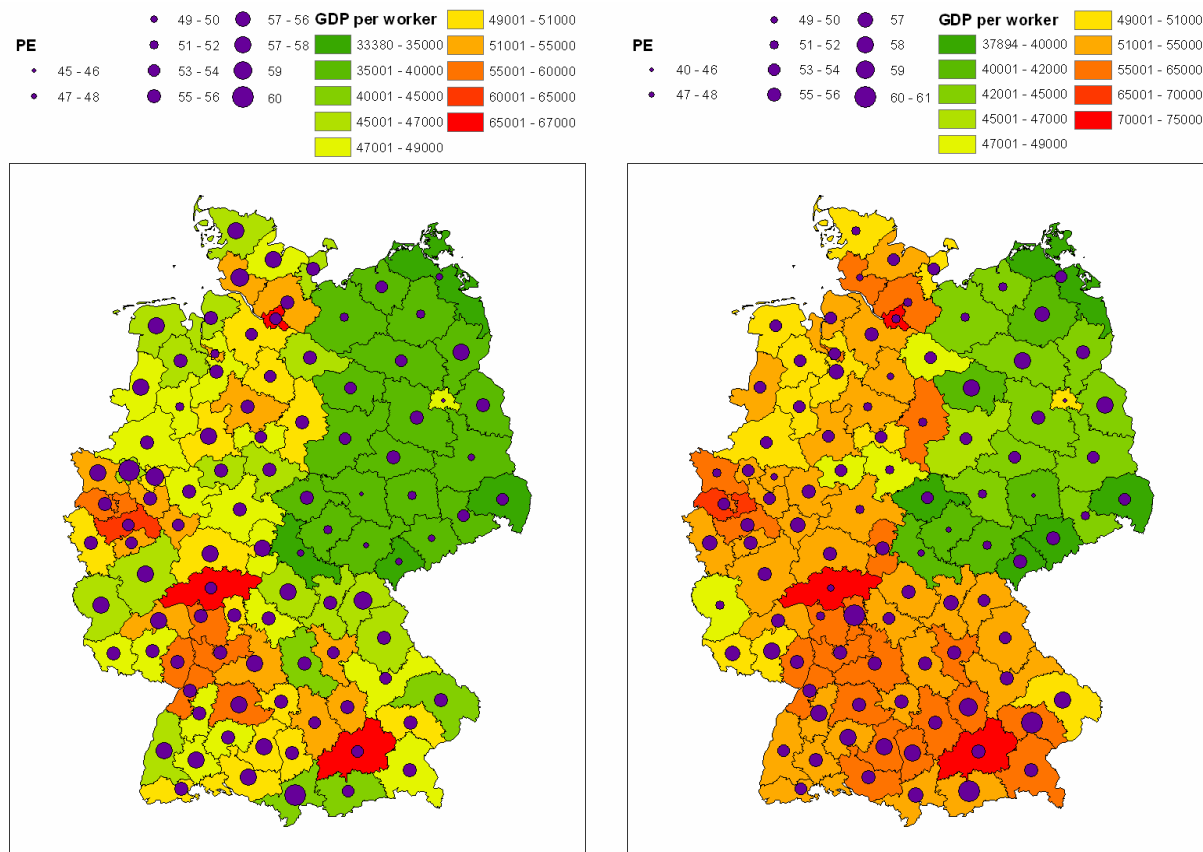 PE
45 - 46
47 - 48
49 - 50
51 - 52
53 - 54
55 - 56
57 - 56
57 - 58
59
60
GDP per worker
33380 - 35000
35001 - 40000
40001 - 45000
45001 - 47000
47001 - 49000
49001 - 51000
51001 - 55000
55001 - 60000
60001 - 65000
65001 - 67000
PE
40 - 46
47 - 48
49 - 50
51 - 52
53 - 54
55 - 56
57
58
59
60 - 61
GDP per worker
37894 - 40000
40001 - 42000
42001 - 45000
45001 - 47000
47001 - 49000
49001 - 51000
51001 - 55000
55001 - 65000
65001 - 70000
70001 - 75000